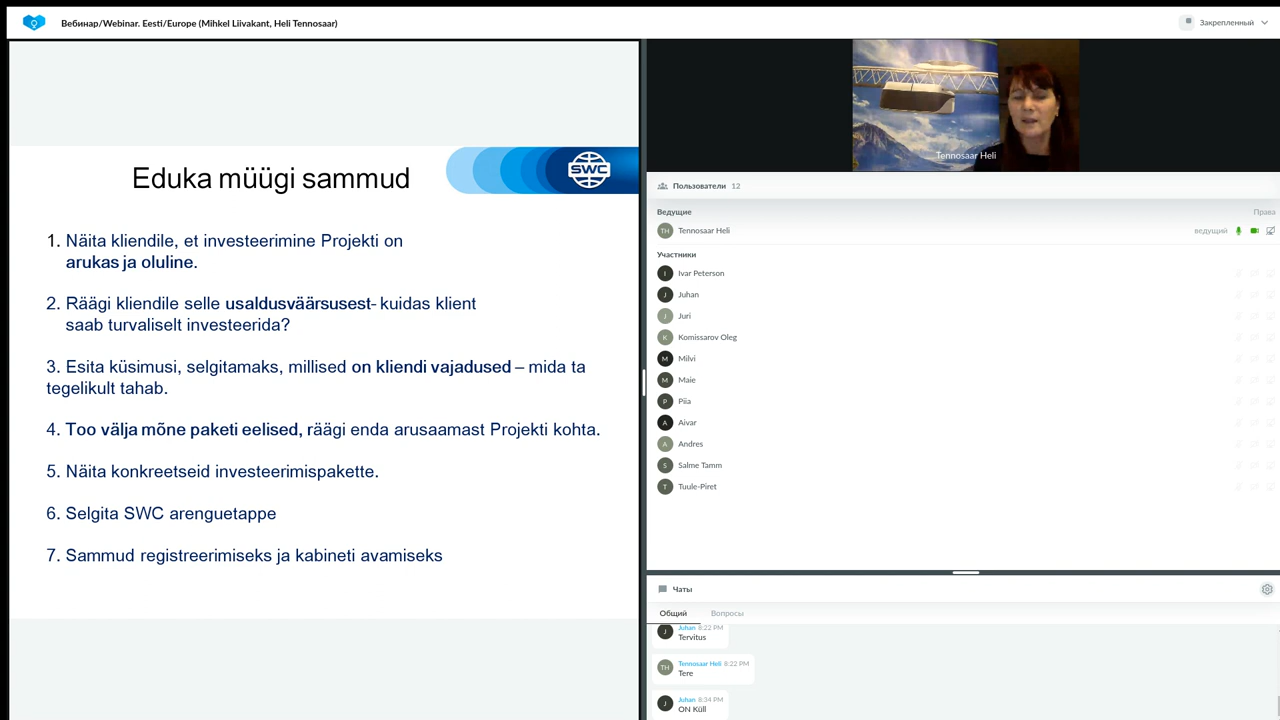 Вебинар/Webinar. Eesti/Europe (Mihkel Liivakant, Heli Tennosaar)
Закрепленный
Eduka müügi sammud
SWC
1. Näita kliendile, et investeerimine Projekti on
arukas ja oluline.
2. Räägi kliendile selle usaldusväärsusest- kuidas klient
saab turvaliselt investeerida?
3. Esita küsimusi, selgitamaks, millised on kliendi vajadused – mida ta
tegelikult tahab.
4. Too välja mõne paketi eelised, räägi enda arusaamast Projekti kohta.
5. Näita konkreetseid investeerimispakette.
6. Selgita SWC arenguetappe
7. Sammud registreerimiseks ja kabineti avamiseks
Tennosaar Heli
Пользователи 12
Ведущие Права
TH Tennosaar Heli ведущий
Участники
I Ivar Peterson
J Juhan
J Juri
K Komissarov Oleg
M Milvi
M Maie
P Piia
A Aivar
A Andres
S Salme Tamm
T Tuule-Piret
Чаты
Общий Вопросы
J Juhan 8:22 PM
Tervitus
TH Tennosaar Heli 8:22 PM
Tere
J Juhan 8:34 PM
ON Küll